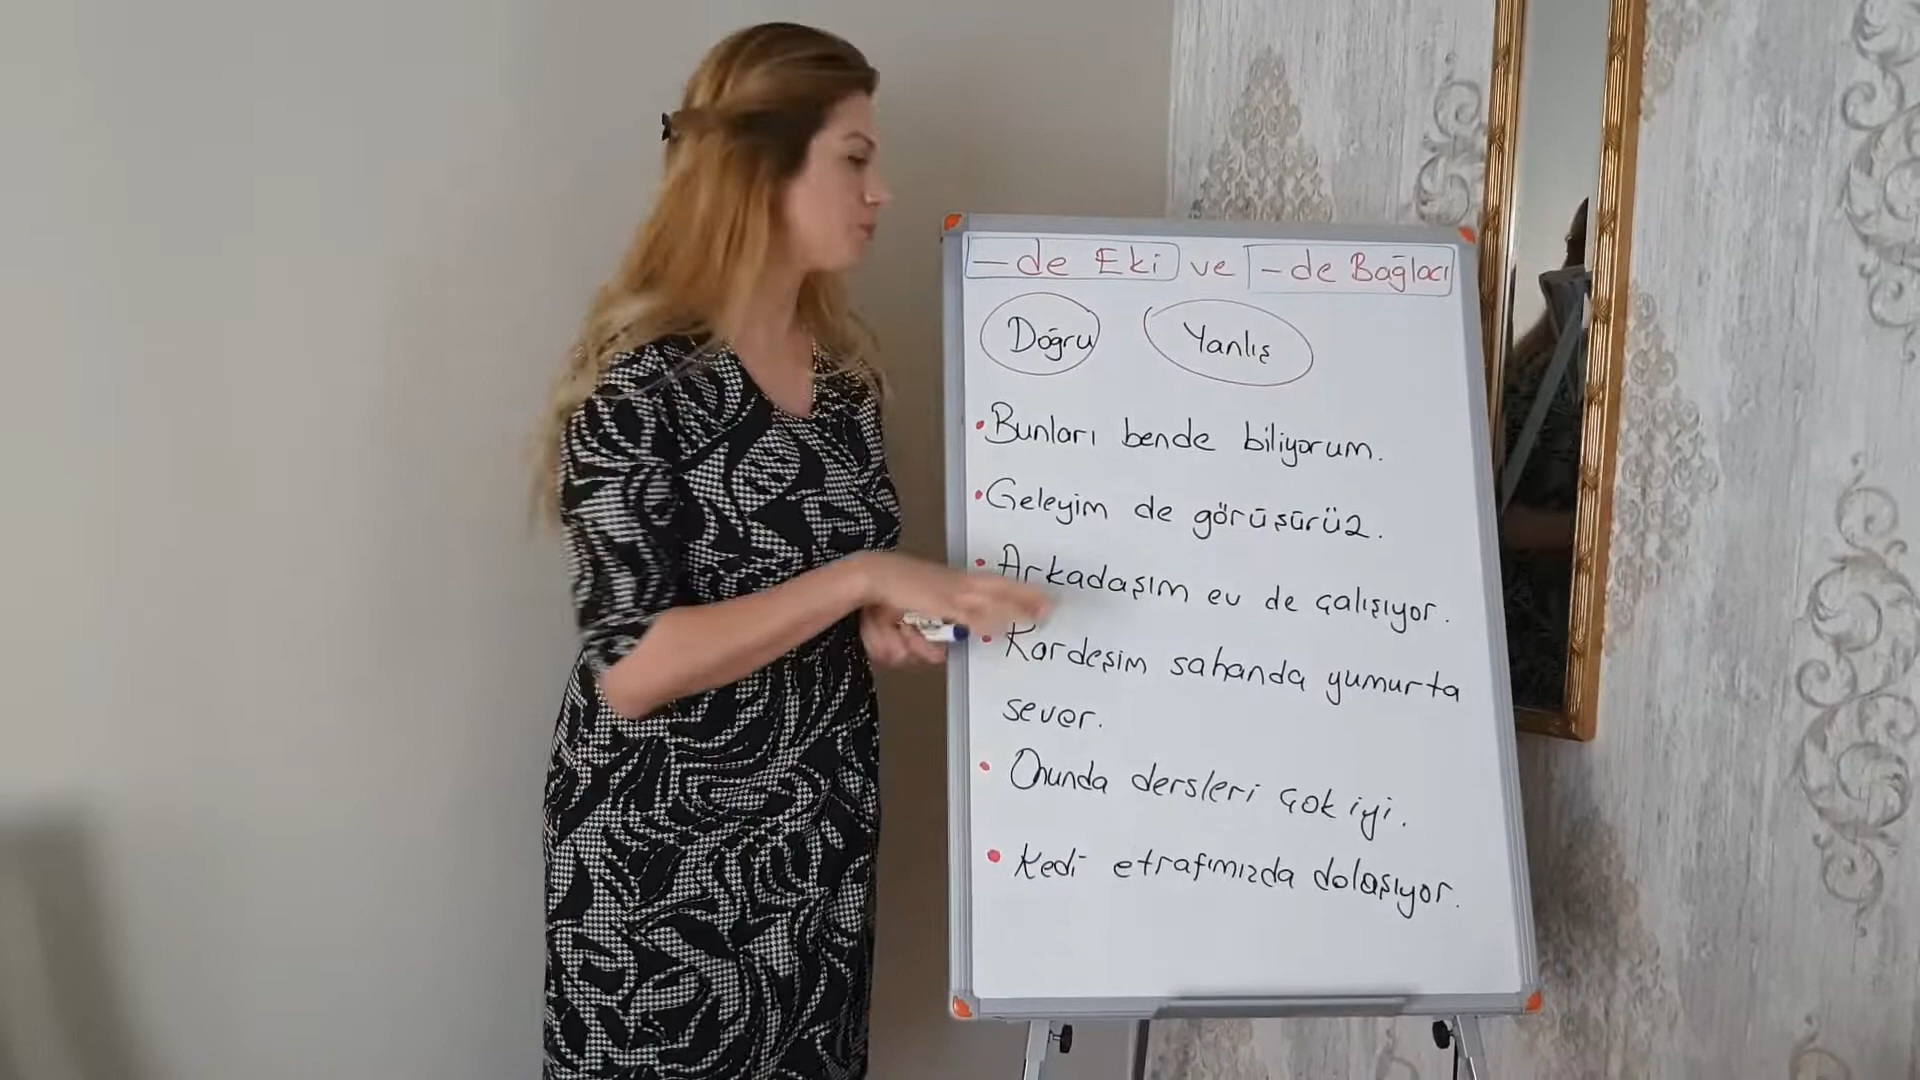 -de Eki ve -de Bağlacı
Doğru Yanlış
• Bunları bende biliyorum.
• Geleyim de görüşürüz.
• Arkadaşım ev de çalışıyor.
• Kardeşim sahanda yumurta
sever.
• Onunda dersleri çok iyi.
• Kedi etrafımızda dolaşıyor.